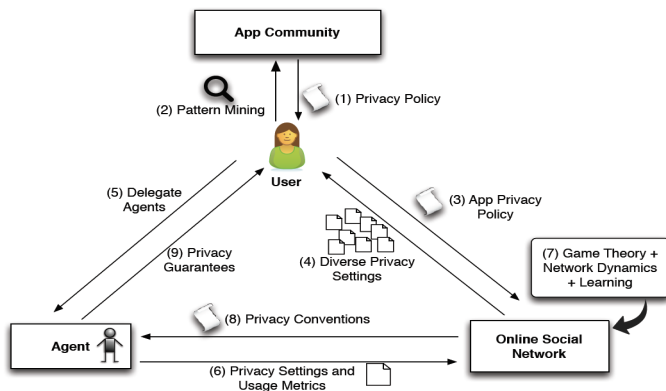 App Community
(2) Pattern Mining
(1) Privacy Policy
User
(5) Delegate
Agents
(3) App Privacy
Policy
(9) Privacy
Guarantees
(4) Diverse Privacy
Settings
(7) Game Theory +
Network Dynamics
+ Learning
(8) Privacy Conventions
Agent
Online Social
Network
(6) Privacy Settings and
Usage Metrics